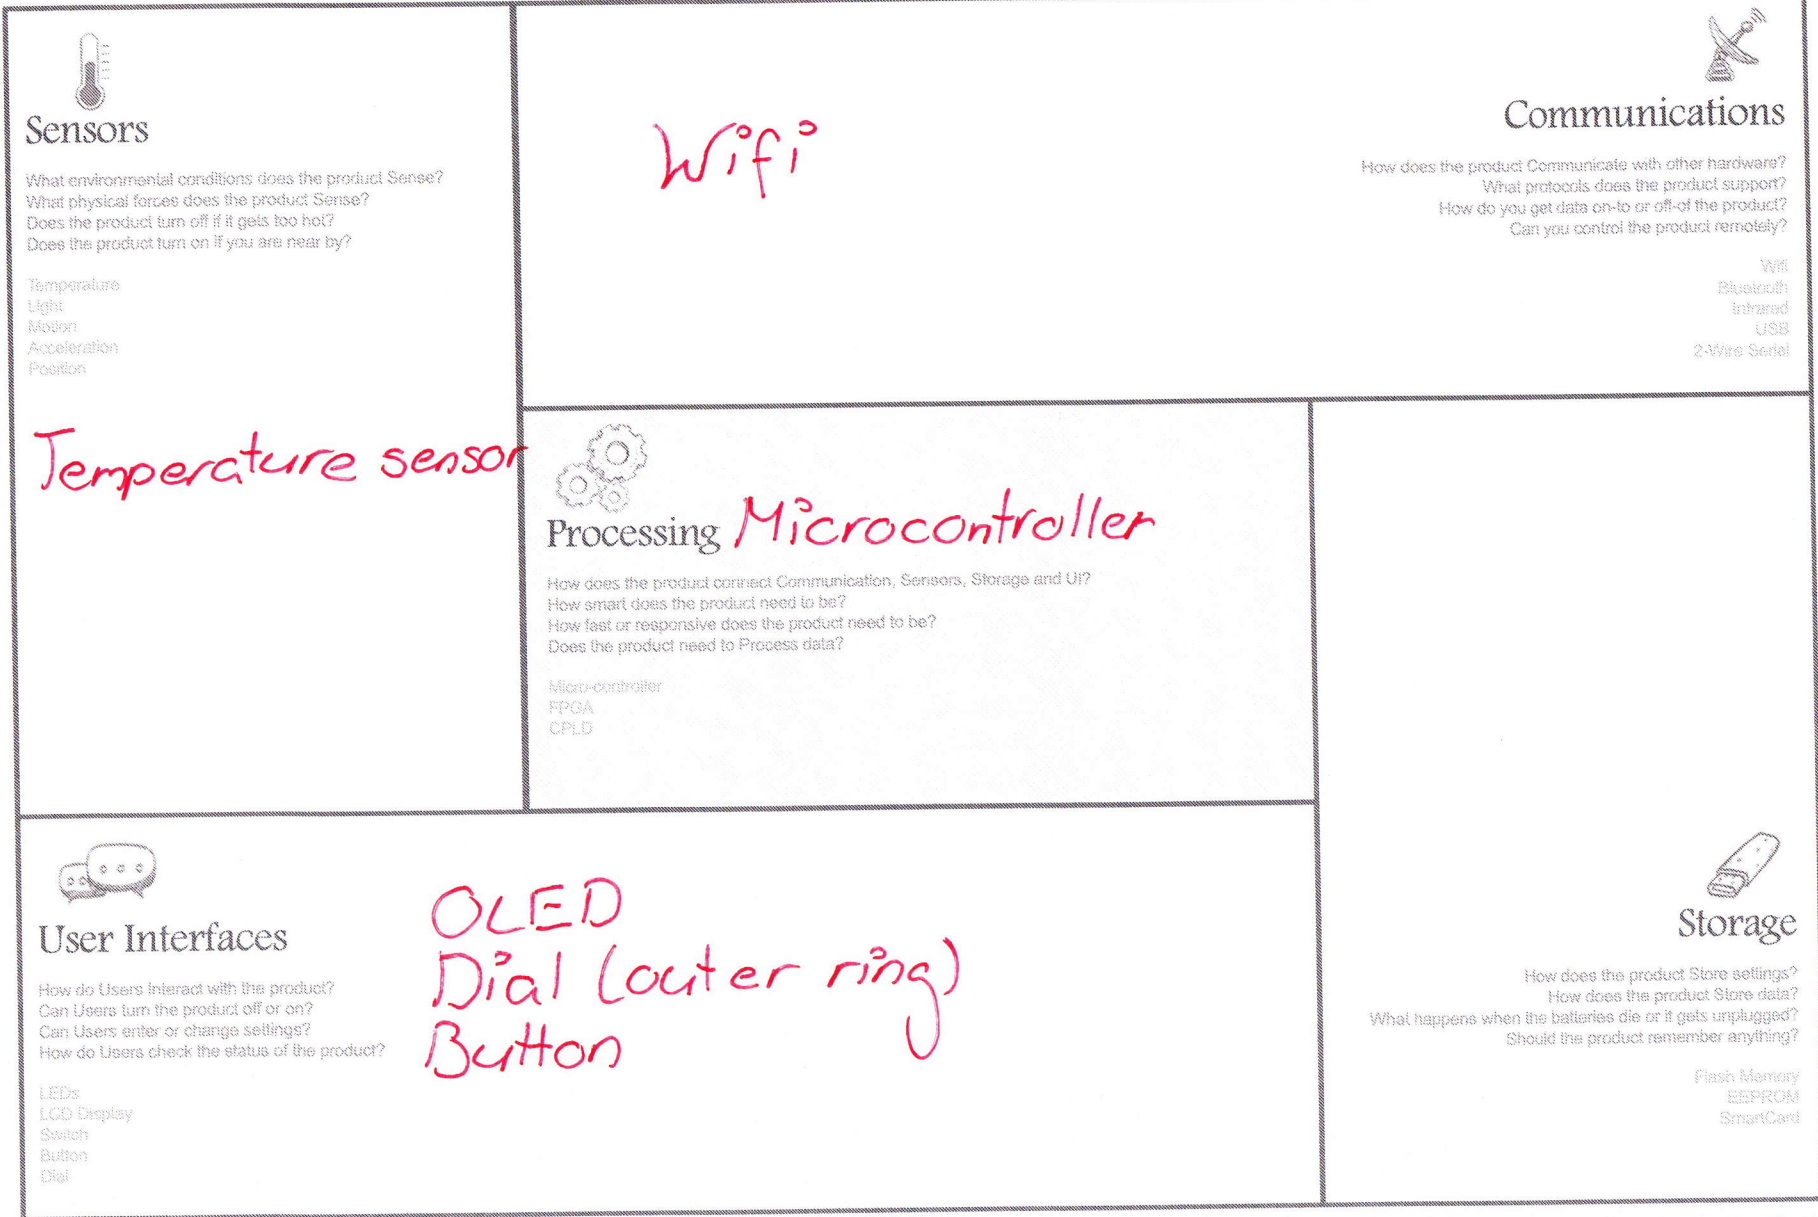 Sensors
What environmental conditions does the product Sense?
What physical forces does the product Sense?
Does the product turn off if it gets too hot?
Does the product turn on if you are near by?
Temperature
Light
Motion
Acceleration
Position
Temperature sensor
Wifi
Communications
How does the product Communicate with other hardware?
What protocols does the product support?
How do you get data on-to or off-of the product?
Can you control the product remotely?
Wifi
Bluetooth
Infrared
USB
2-Wire Serial
Processing Microcontroller
How does the product connect Communication, Sensors, Storage and UI?
How smart does the product need to be?
How fast or responsive does the product need to be?
Does the product need to Process data?
Micro-controller
FPGA
CPLD
User Interfaces
How do Users Interact with the product?
Can Users turn the product off or on?
Can Users enter or change settings?
How do Users check the status of the product?
LEDs
LCD Display
Switch
Button
Dial
OLED
Dial (outer ring)
Button
Storage
How does the product Store settings?
How does the product Store data?
What happens when the batteries die or it gets unplugged?
Should the product remember anything?
Flash Memory
EEPROM
SmartCard